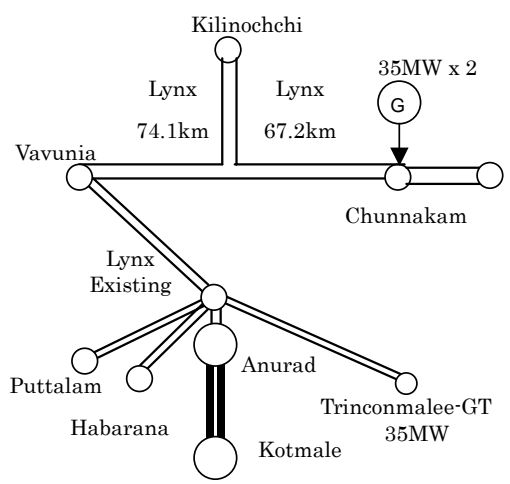 Kilinochchi
35MW x 2
Lynx
Lynx
G
74.1km
67.2km
Vavunia
Chunnakam
Lynx
Existing
Anurad
Puttalam
Trinconmalee-GT
35MW
Habarana
Kotmale